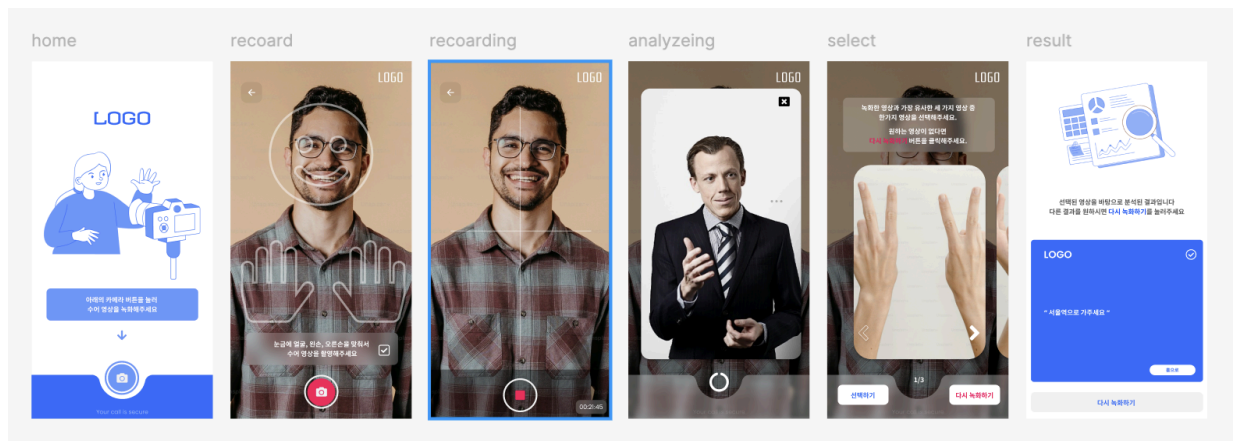 home
recoard
recoarding
analyzeing
select
result
LOGO
아래의 카메라 버튼을 눌러
수어 영상을 녹화해주세요
Your call is secure
LOGO
눈금에 얼굴, 왼손, 오른손을 맞춰서
수어 영상을 촬영해주세요
LOGO
00:21:45
LOGO
LOGO
녹화한 영상과 가장 유사한 세 가지 영상 중
한가지 영상을 선택해주세요.
원하는 영상이 없다면
다시 녹화하기 버튼을 클릭해주세요.
1/3
선택하기
다시 녹화하기
선택된 영상을 바탕으로 분석된 결과입니다
다른 결과를 원하시면 다시 녹화하기를 눌러주세요
LOGO
“ 서울역으로 가주세요 ”
홈으로
다시 녹화하기